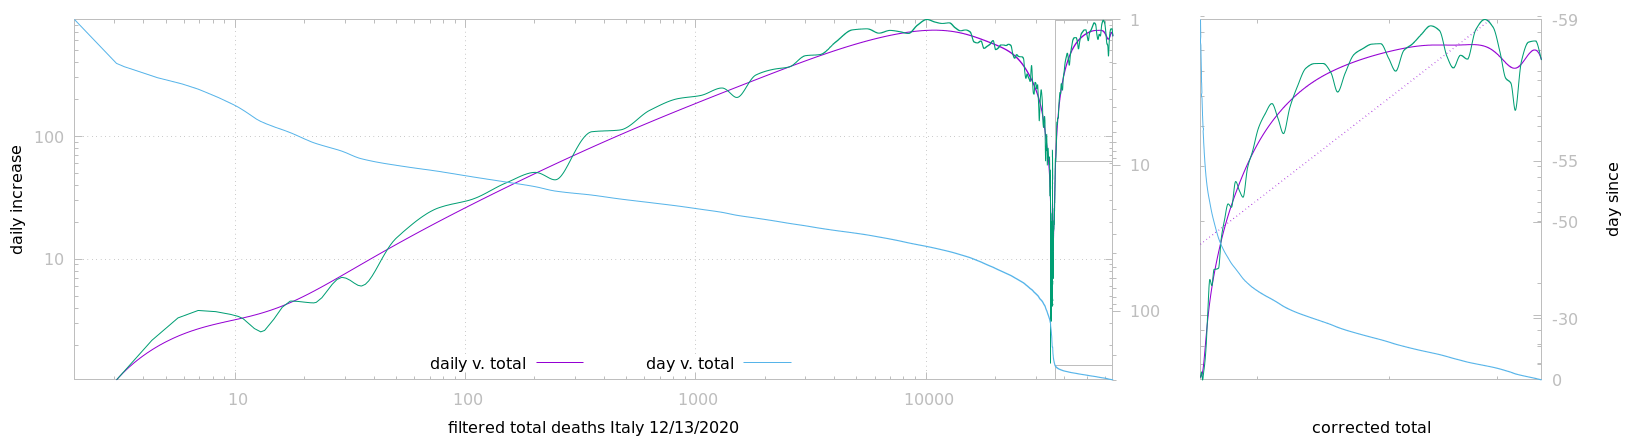 daily increase
100
10
daily v. total
day v. total
10
100
1000
10000
filtered total deaths Italy 12/13/2020
1
10
100
-59
-55
-50
-30
0
day since
corrected total